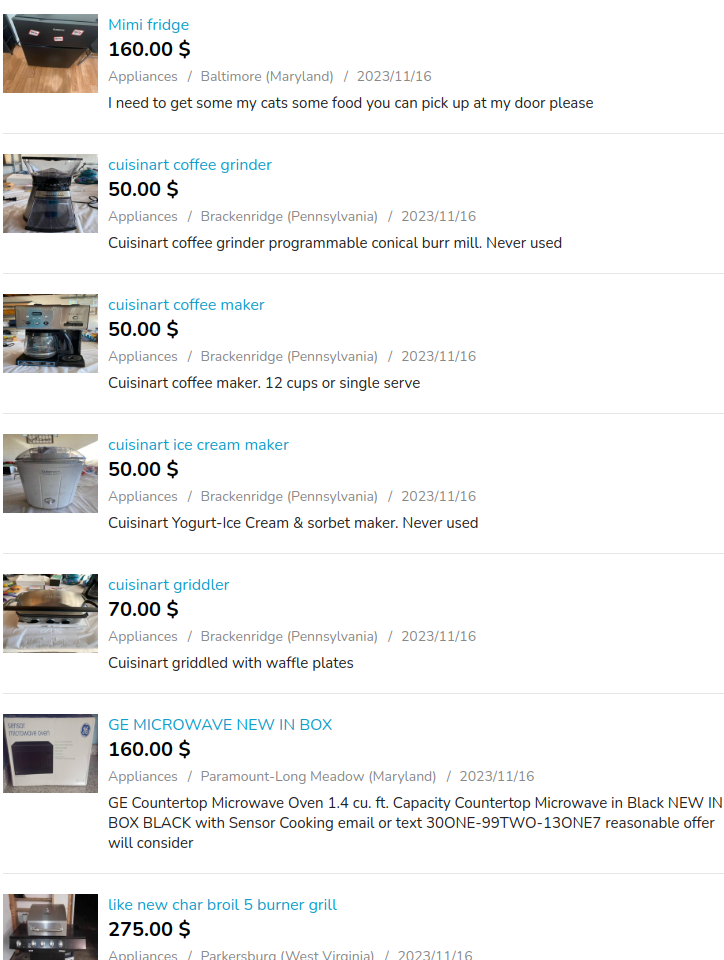 Mimi fridge
160.00 $
Appliances / Baltimore (Maryland) / 2023/11/16
I need to get some my cats some food you can pick up at my door please
cuisinart coffee grinder
50.00 $
Appliances / Brackenridge (Pennsylvania) / 2023/11/16
Cuisinart coffee grinder programmable conical burr mill. Never used
cuisinart coffee maker
50.00 $
Appliances / Brackenridge (Pennsylvania) / 2023/11/16
Cuisinart coffee maker. 12 cups or single serve
cuisinart ice cream maker
50.00 $
Appliances / Brackenridge (Pennsylvania) / 2023/11/16
Cuisinart Yogurt-Ice Cream & sorbet maker. Never used
cuisinart griddler
70.00 $
Appliances / Brackenridge (Pennsylvania) / 2023/11/16
Cuisinart griddled with waffle plates
sensor
microwave oven
GE MICROWAVE NEW IN BOX
160.00 $
Appliances / Paramount-Long Meadow (Maryland) / 2023/11/16
GE Countertop Microwave Oven 1.4 cu. ft. Capacity Countertop Microwave in Black NEW IN
BOX BLACK with Sensor Cooking email or text 30ONE-99TWO-13ONE7 reasonable offer
will consider
like new char broil 5 burner grill
275.00 $
Appliances / Parkersburg (West Virginia) / 2023/11/16